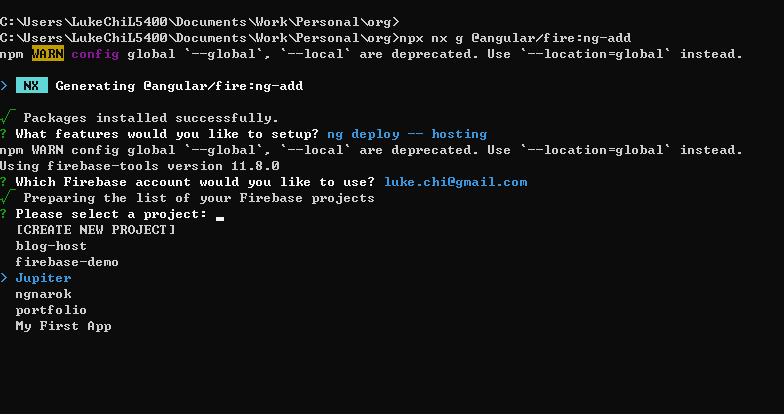 C:\Users\LukeChiL5400\Documents\Work\Personal\org>
C:\Users\LukeChiL5400\Documents\Work\Personal\org>npx nx g @angular/fire:ng-add
npm WARN config global `--global`, `--local` are deprecated. Use `--location=global` instead.
> NX Generating @angular/fire:ng-add
√ Packages installed successfully.
? What features would you like to setup? ng deploy -- hosting
npm WARN config global `--global`, `--local` are deprecated. Use `--location=global` instead.
Using firebase-tools version 11.8.0
? Which Firebase account would you like to use? luke.chi@gmail.com
√ Preparing the list of your Firebase projects
? Please select a project: _
[CREATE NEW PROJECT]
blog-host
firebase-demo
> Jupiter
ngnarok
portfolio
My First App